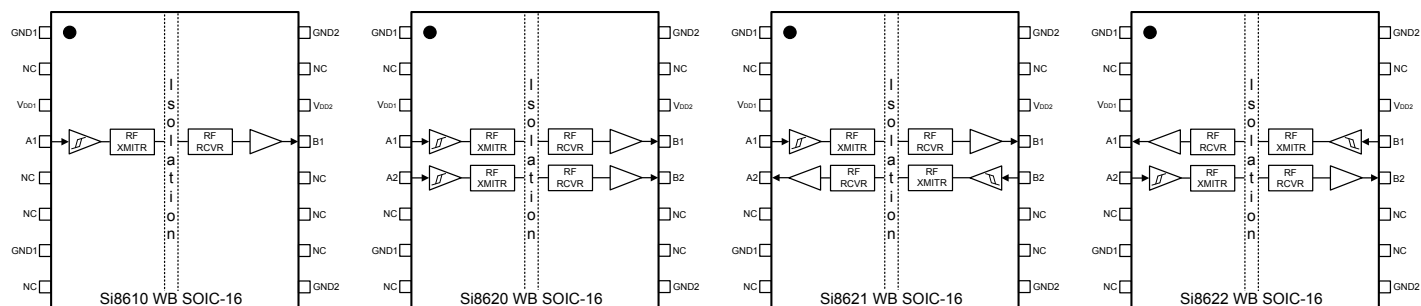 GND1
NC
VDD1
A1
NC
NC
GND1
NC
RF
XMITR
Isolation
RF
RCVR
GND2
NC
VDD2
B1
NC
NC
NC
GND2
Si8610 WB SOIC-16
GND1
NC
VDD1
A1
A2
NC
GND1
NC
RF
XMITR
RF
XMITR
Isolation
RF
RCVR
RF
RCVR
GND2
NC
VDD2
B1
B2
NC
NC
GND2
Si8620 WB SOIC-16
GND1
NC
VDD1
A1
A2
NC
GND1
NC
RF
XMITR
RF
RCVR
Isolation
RF
RCVR
RF
XMITR
GND2
NC
VDD2
B1
B2
NC
NC
GND2
Si8621 WB SOIC-16
GND1
NC
VDD1
A1
A2
NC
GND1
NC
RF
RCVR
RF
XMITR
Isolation
RF
XMITR
RF
RCVR
GND2
NC
VDD2
B1
B2
NC
NC
GND2
Si8622 WB SOIC-16